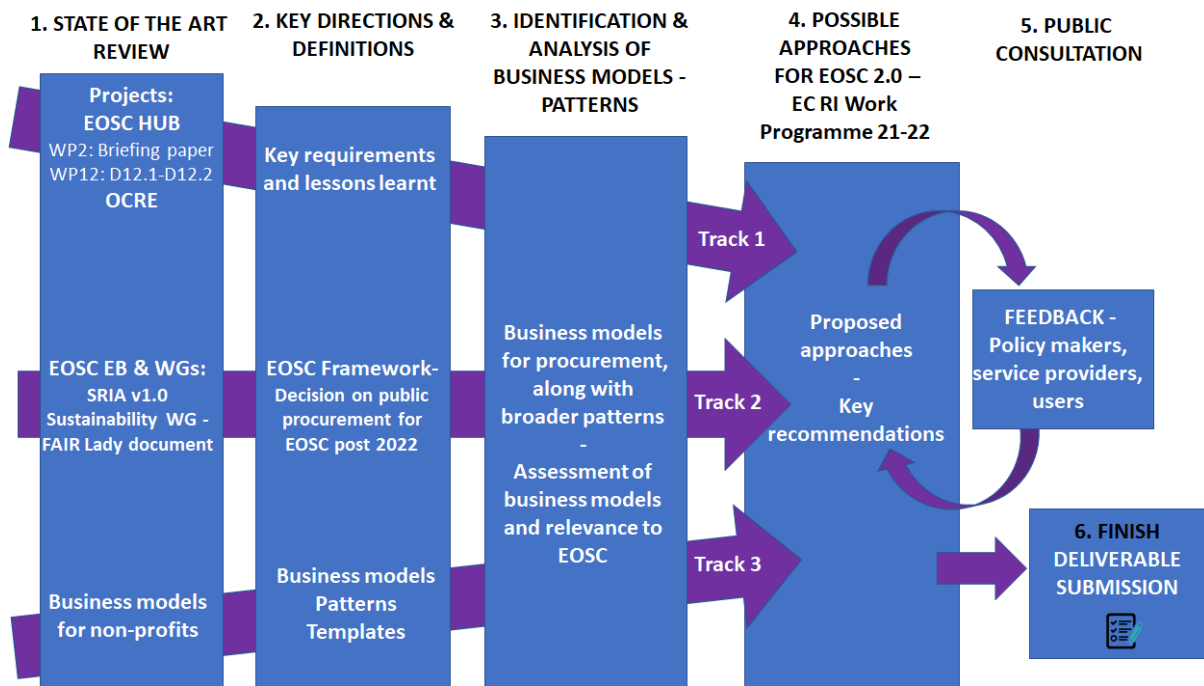 1. STATE OF THE ART
REVIEW
2. KEY DIRECTIONS &
DEFINITIONS
3. IDENTIFICATION &
ANALYSIS OF
BUSINESS MODELS -
PATTERNS
4. POSSIBLE
APPROACHES
FOR EOSC 2.0 –
EC RI Work
Programme 21-22
5. PUBLIC
CONSULTATION
Projects:
EOSC HUB
WP2: Briefing paper
WP12: D12.1-D12.2
OCRE
EOSC EB & WGs:
SRIA v1.0
Sustainability WG -
FAIR Lady document
Business models
for non-profits
Key requirements
and lessons learnt
EOSC Framework-
Decision on public
procurement for
EOSC post 2022
Business models
Patterns
Templates
Business models
for procurement,
along with
broader patterns
-
Assessment of
business models
and relevance to
EOSC
Track 1
Track 2
Track 3
Proposed
approaches
-
Key
recommendations
FEEDBACK -
Policy makers,
service providers,
users
6. FINISH
DELIVERABLE
SUBMISSION